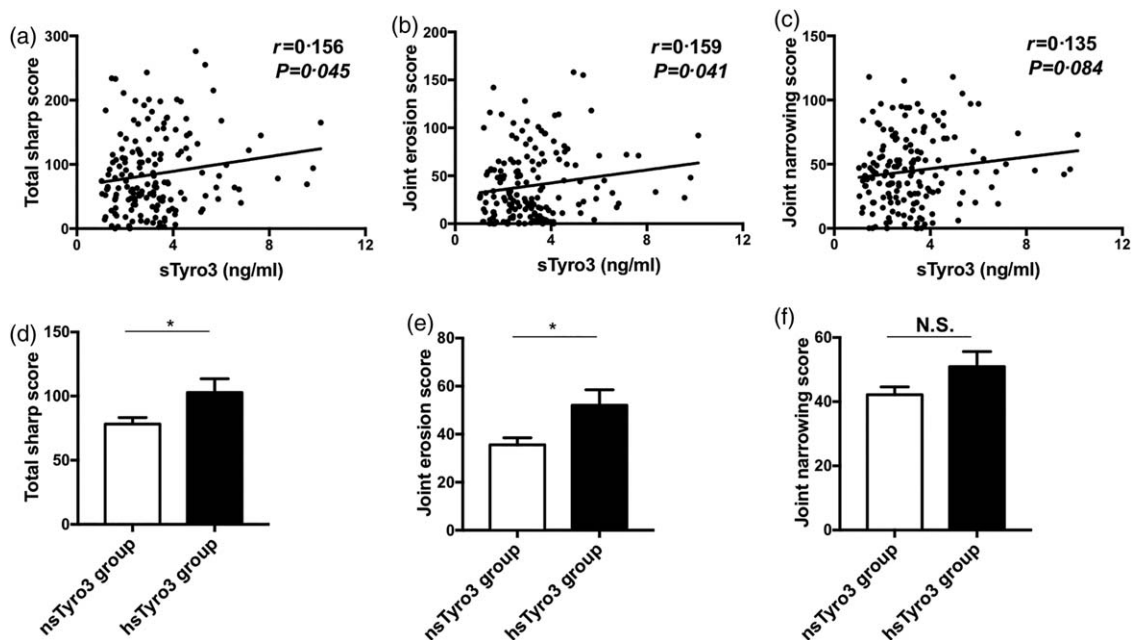 (a)
Total sharp score
300
200
100
0
0 4 8 12
sTyro3 (ng/ml)
r=0·156
P=0·045
(b)
Joint erosion score
200
150
100
50
0
0 4 8 12
sTyro3 (ng/ml)
r=0·159
P=0·041
(c)
Joint narrowing score
150
100
50
0
0 4 8 12
sTyro3 (ng/ml)
r=0·135
P=0·084
(d)
Total sharp score
150
100
50
0
*
nsTyro3 group
hsTyro3 group
(e)
Joint erosion score
80
60
40
20
0
*
nsTyro3 group
hsTyro3 group
(f)
Joint narrowing score
60
40
20
0
N.S.
nsTyro3 group
hsTyro3 group